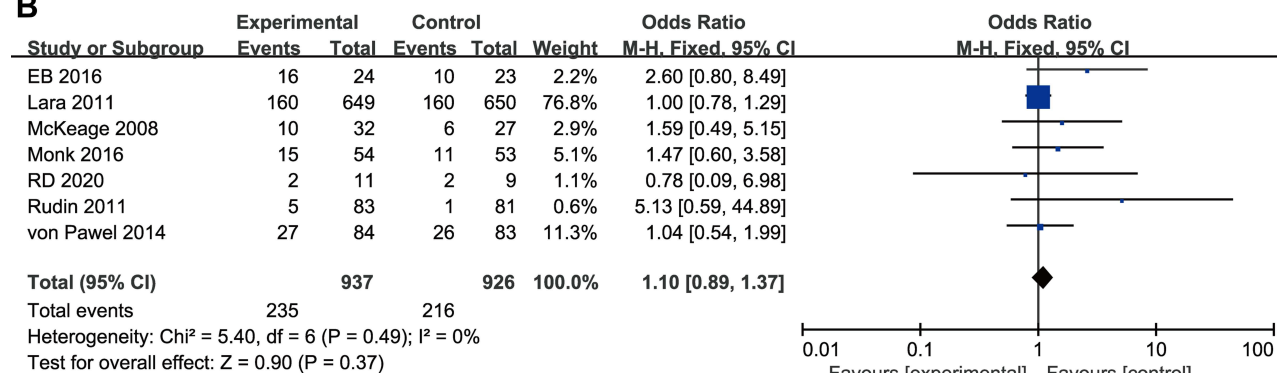 B
Experimental Control Odds Ratio Odds Ratio
Study or Subgroup Events Total Events Total Weight M-H, Fixed, 95% CI M-H, Fixed, 95% CI
EB 2016 16 24 10 23 2.2% 2.60 [0.80, 8.49]
Lara 2011 160 649 160 650 76.8% 1.00 [0.78, 1.29]
McKeage 2008 10 32 6 27 2.9% 1.59 [0.49, 5.15]
Monk 2016 15 54 11 53 5.1% 1.47 [0.60, 3.58]
RD 2020 2 11 2 9 1.1% 0.78 [0.09, 6.98]
Rudin 2011 5 83 1 81 0.6% 5.13 [0.59, 44.89]
von Pawel 2014 27 84 26 83 11.3% 1.04 [0.54, 1.99]
Total (95% CI) 937 926 100.0% 1.10 [0.89, 1.37]
Total events 235 216
Heterogeneity: Chi² = 5.40, df = 6 (P = 0.49); I² = 0%
Test for overall effect: Z = 0.90 (P = 0.37)
0.01 0.1 1 10 100
Favours [experimental] Favours [control]